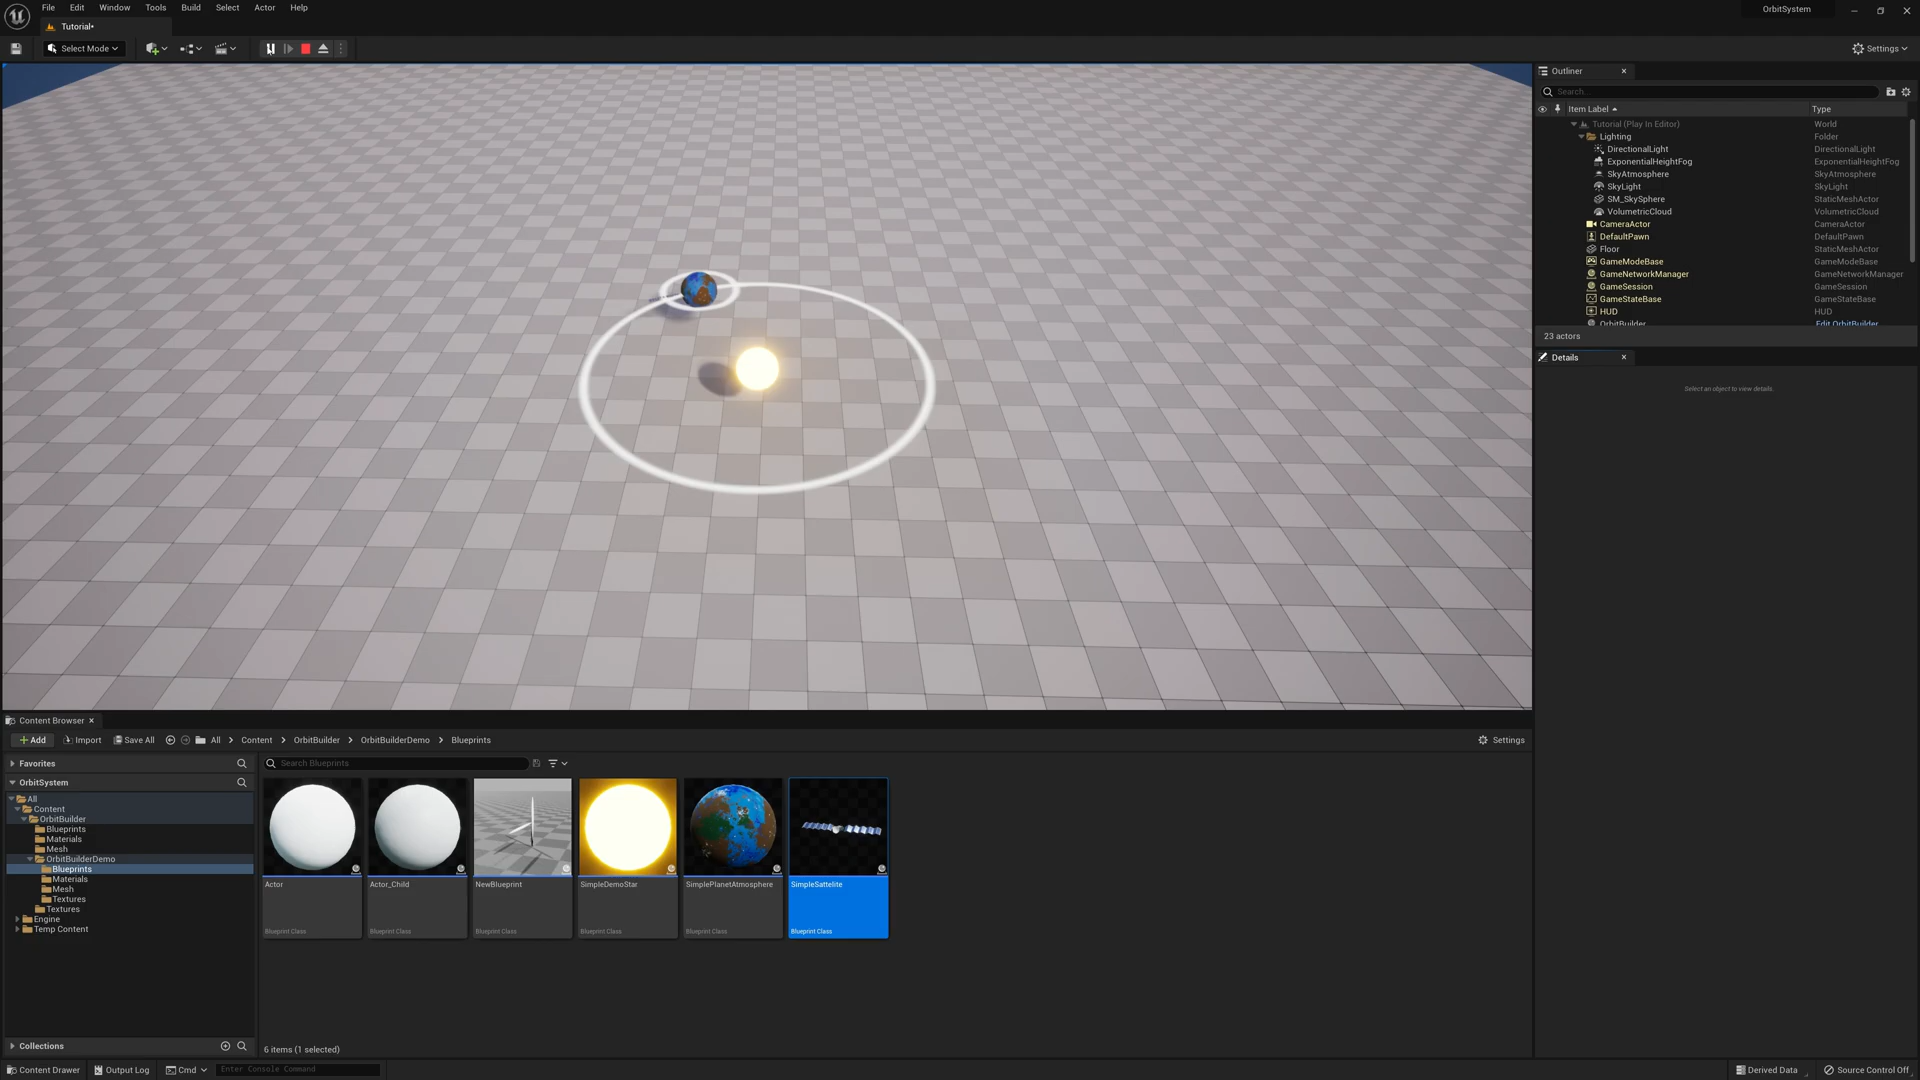 File Edit Window Tools Build Select Actor Help
OrbitSystem
Tutorial*
Select Mode
Settings
Outliner
Search...
Item Label Type
Tutorial (Play In Editor) World
Lighting Folder
DirectionalLight DirectionalLight
ExponentialHeightFog ExponentialHeightFog
SkyAtmosphere SkyAtmosphere
SkyLight SkyLight
SM_SkySphere StaticMeshActor
VolumetricCloud VolumetricCloud
CameraActor CameraActor
DefaultPawn DefaultPawn
Floor StaticMeshActor
GameModeBase GameModeBase
GameNetworkManager GameNetworkManager
GameSession GameSession
GameStateBase GameStateBase
HUD HUD
OrbitBuilder Edit OrbitBuilder
23 actors
Details
Select an object to view details.
Content Browser
Add Import Save All All Content OrbitBuilder OrbitBuilderDemo Blueprints
Settings
Favorites
Search Blueprints
OrbitSystem
All
Content
OrbitBuilder
Blueprints
Materials
Mesh
OrbitBuilderDemo
Blueprints
Materials
Mesh
Textures
Textures
Engine
Temp Content
Actor
Blueprint Class
Actor_Child
Blueprint Class
NewBlueprint
Blueprint Class
SimpleDemoStar
Blueprint Class
SimplePlanetAtmosphere
Blueprint Class
SimpleSattelite
Blueprint Class
Collections
6 items (1 selected)
Content Drawer Output Log Cmd Enter Console Command
Derived Data Source Control Off